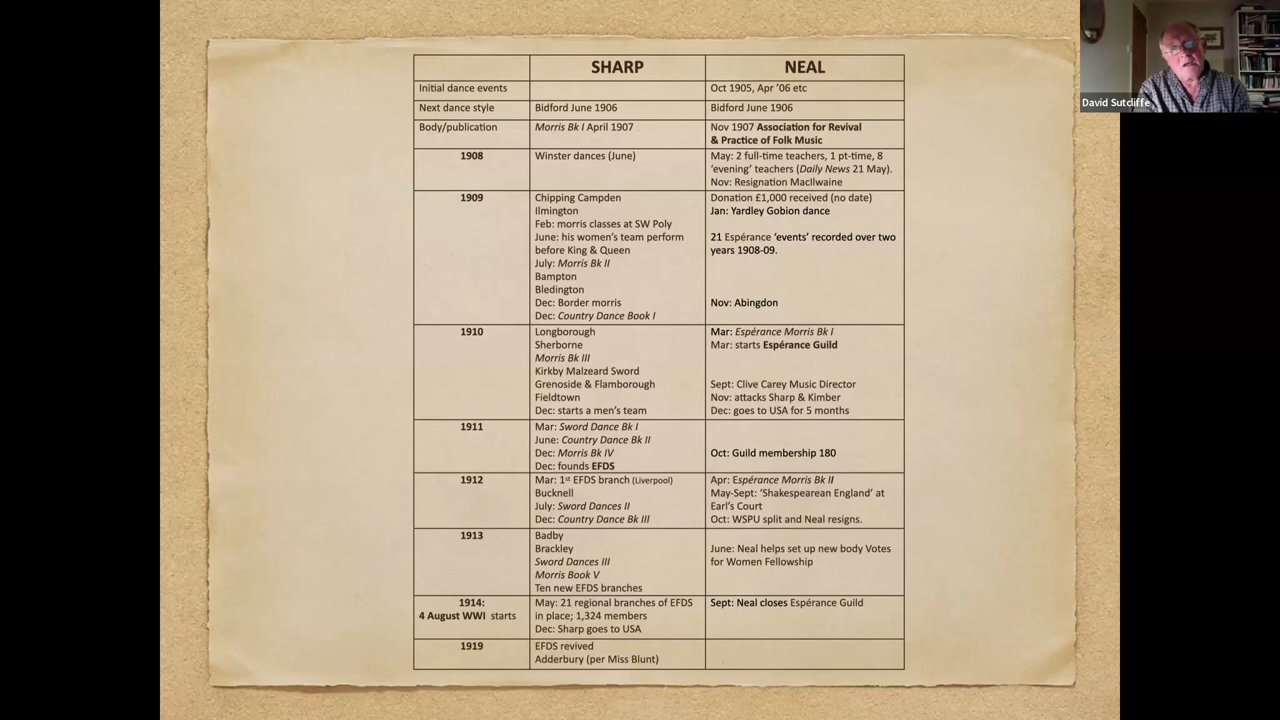 SHARP NEAL
Initial dance events Oct 1905, Apr ’06 etc
Next dance style Bidford June 1906 Bidford June 1906
Body/publication Morris Bk I April 1907 Nov 1907 Association for Revival
& Practice of Folk Music
1908 Winster dances (June) May: 2 full-time teachers, 1 pt-time, 8
‘evening’ teachers (Daily News 21 May).
Nov: Resignation MacIlwaine
1909 Chipping Campden Donation £1,000 received (no date)
Ilmington Jan: Yardley Gobion dance
Feb: morris classes at SW Poly
June: his women’s team perform 21 Espérance ‘events’ recorded over two
before King & Queen years 1908-09.
July: Morris Bk II
Bampton
Bledington
Dec: Border morris Nov: Abingdon
Dec: Country Dance Book I
1910 Longborough Mar: Espérance Morris Bk I
Sherborne Mar: starts Espérance Guild
Morris Bk III
Kirkby Malzeard Sword
Grenoside & Flamborough Sept: Clive Carey Music Director
Fieldtown Nov: attacks Sharp & Kimber
Dec: starts a men’s team Dec: goes to USA for 5 months
1911 Mar: Sword Dance Bk I
June: Country Dance Bk II
Dec: Morris Bk IV Oct: Guild membership 180
Dec: founds EFDS
1912 Mar: 1st EFDS branch (Liverpool) Apr: Espérance Morris Bk II
Bucknell May-Sept: ‘Shakespearean England’ at
July: Sword Dances II Earl’s Court
Dec: Country Dance Bk III Oct: WSPU split and Neal resigns.
1913 Badby
Brackley June: Neal helps set up new body Votes
Sword Dances III for Women Fellowship
Morris Book V
Ten new EFDS branches
1914: May: 21 regional branches of EFDS Sept: Neal closes Espérance Guild
4 August WWI starts in place; 1,324 members
Dec: Sharp goes to USA
1919 EFDS revived
Adderbury (per Miss Blunt)
David Sutcliffe